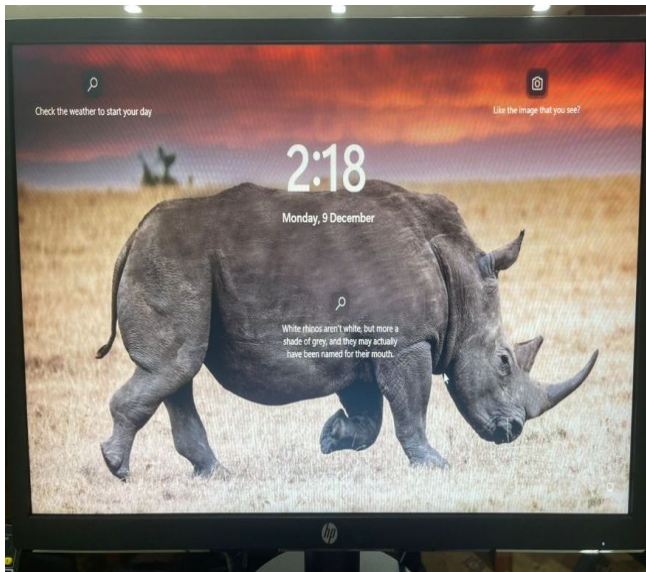 Check the weather to start your day
Like the image that you see?
2:18
Monday, 9 December
White rhinos aren't white, but more a
shade of grey, and they may actually
have been named for their mouth.
hp